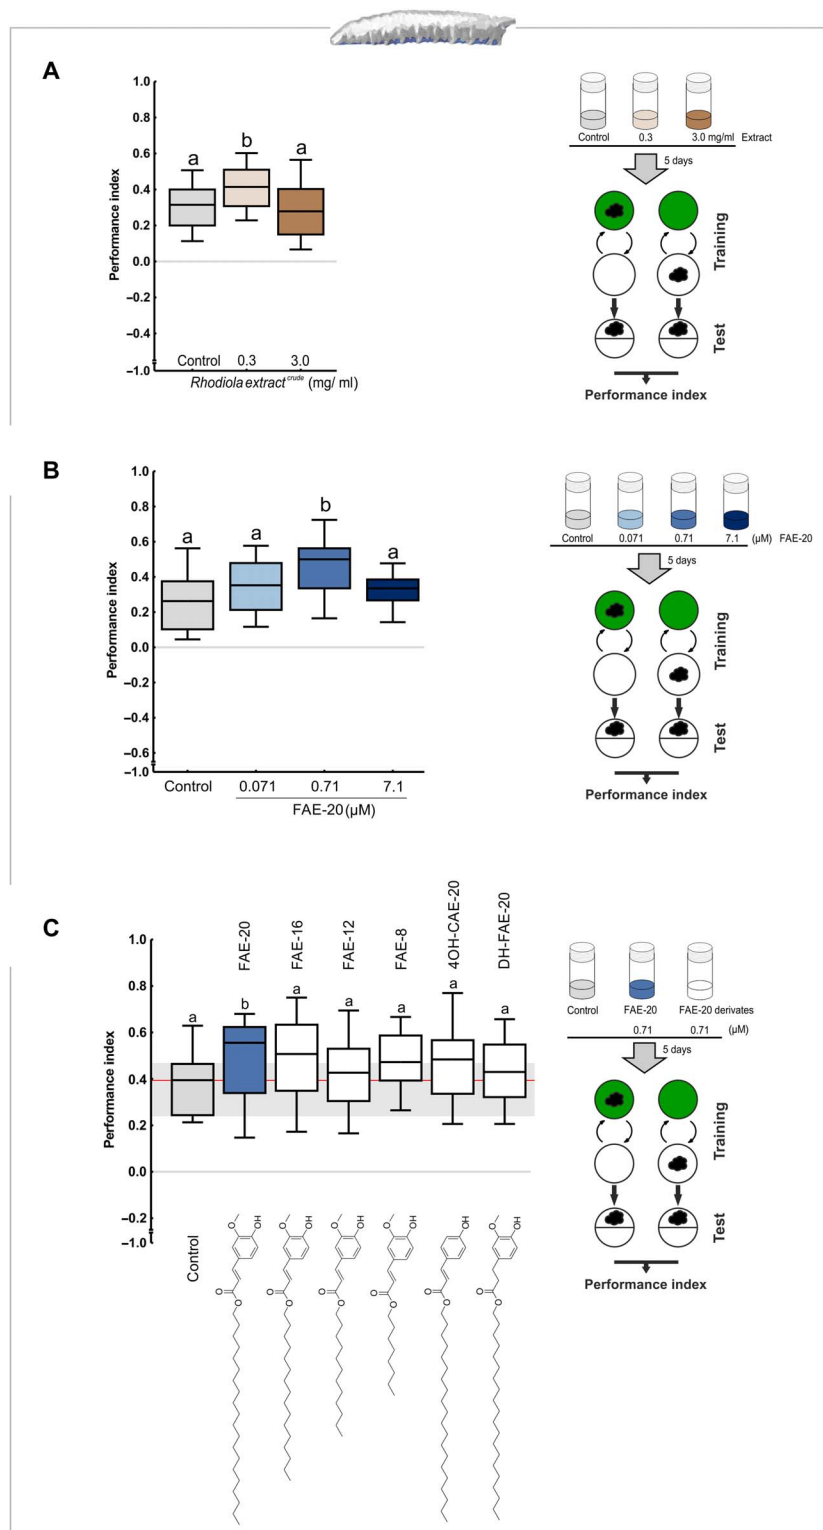 A
1.0
0.8
0.6
0.4
0.2
0.0
−0.2
−0.4
−1.0
Performance index
a
b
a
Control
0.3
3.0
Rhodiola extract crude (mg/ ml)
Control
0.3
3.0 mg/ml
Extract
5 days
Training
Test
Performance index
B
1.0
0.8
0.6
0.4
0.2
0.0
−0.2
−0.4
−0.6
−1.0
Performance index
a
a
b
a
Control
0.071
0.71
7.1
FAE-20 (µM)
Control
0.071
0.71
7.1
(µM)
FAE-20
5 days
Training
Test
Performance index
C
1.0
0.8
0.6
0.4
0.2
0.0
−0.2
−1.0
Performance index
FAE-20
FAE-16
FAE-12
FAE-8
4OH-CAE-20
DH-FAE-20
a
b
a
a
a
a
a
Control
O
OH
O
O
O
OH
O
O
O
OH
O
O
O
OH
O
O
OH
O
O
O
OH
O
O
Control
FAE-20
FAE-20 derivates
0.71
0.71
(µM)
5 days
Training
Test
Performance index